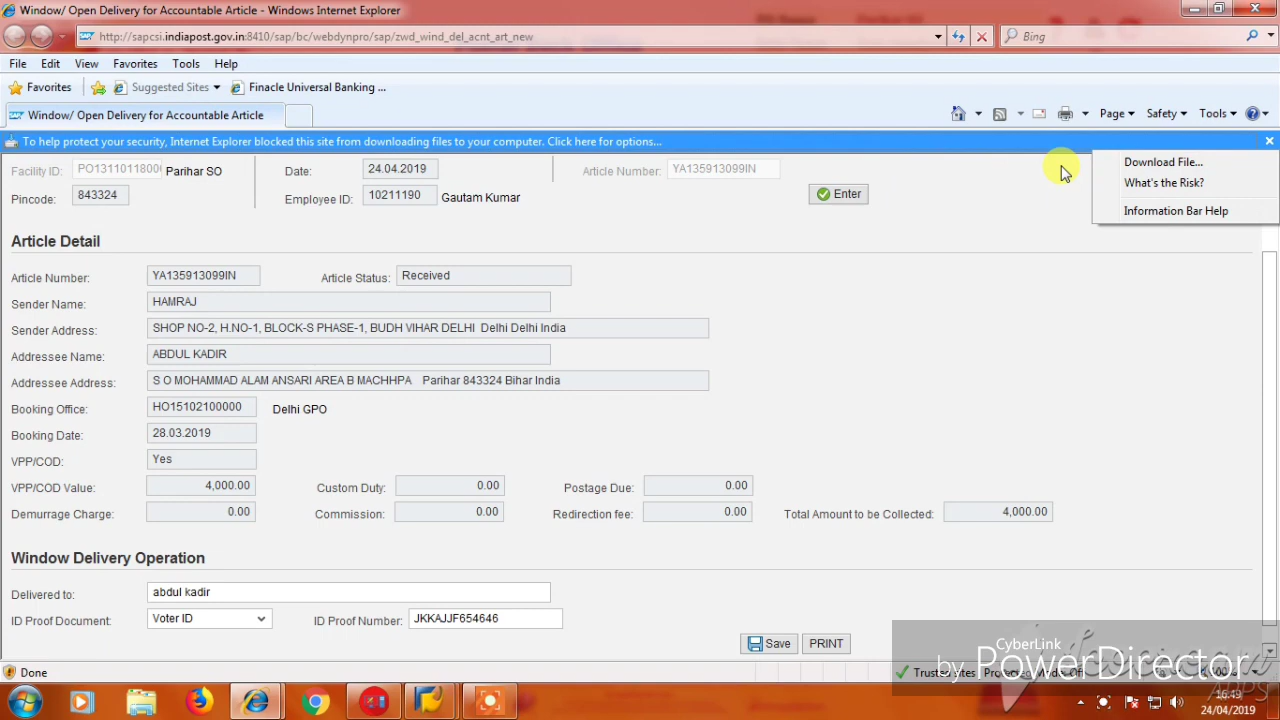 Window/ Open Delivery for Accountable Article - Windows Internet Explorer
http://sapcsi.indiapost.gov.in:8410/sap/bc/webdynpro/sap/zwd_wind_del_acnt_art_new
Bing
File Edit View Favorites Tools Help
Favorites Suggested Sites Finacle Universal Banking ...
Window/ Open Delivery for Accountable Article
Page Safety Tools
To help protect your security, Internet Explorer blocked this site from downloading files to your computer. Click here for options...
Download File...
What's the Risk?
Information Bar Help
Facility ID: PO1311011800 Parihar SO Date: 24.04.2019 Article Number: YA135913099IN
Pincode: 843324 Employee ID: 10211190 Gautam Kumar Enter
Article Detail
Article Number: YA135913099IN Article Status: Received
Sender Name: HAMRAJ
Sender Address: SHOP NO-2, H.NO-1, BLOCK-S PHASE-1, BUDH VIHAR DELHI Delhi Delhi India
Addressee Name: ABDUL KADIR
Addressee Address: S O MOHAMMAD ALAM ANSARI AREA B MACHHPA Parihar 843324 Bihar India
Booking Office: HO15102100000 Delhi GPO
Booking Date: 28.03.2019
VPP/COD: Yes
VPP/COD Value: 4,000.00 Custom Duty: 0.00 Postage Due: 0.00
Demurrage Charge: 0.00 Commission: 0.00 Redirection fee: 0.00 Total Amount to be Collected: 4,000.00
Window Delivery Operation
Delivered to: abdul kadir
ID Proof Document: Voter ID ID Proof Number: JKKAJJF654646
Save PRINT
CyberLink
by PowerDirector
Done Trusted sites Protected Mode: Off
APPS
16:49
24/04/2019